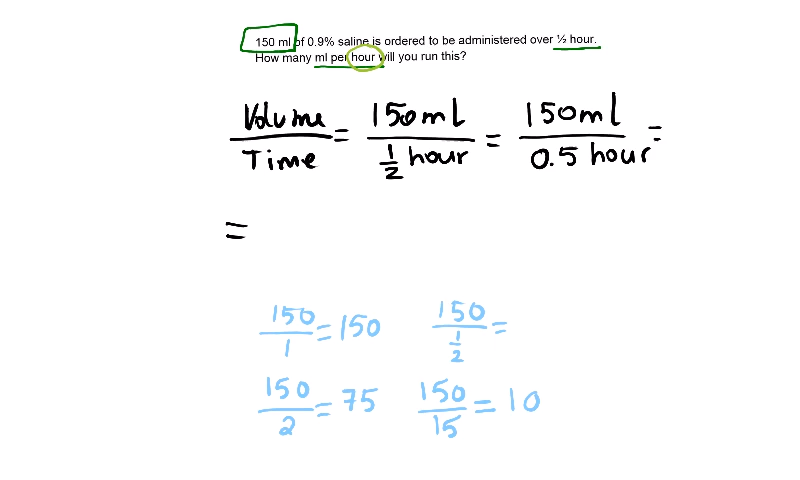 150 ml of 0.9% saline is ordered to be administered over ½ hour.
How many ml per hour will you run this?
Volume/Time = 150ml/½ hour = 150ml/0.5 hour =
=
150/1 = 150 150/½ =
150/2 = 75 150/15 = 10